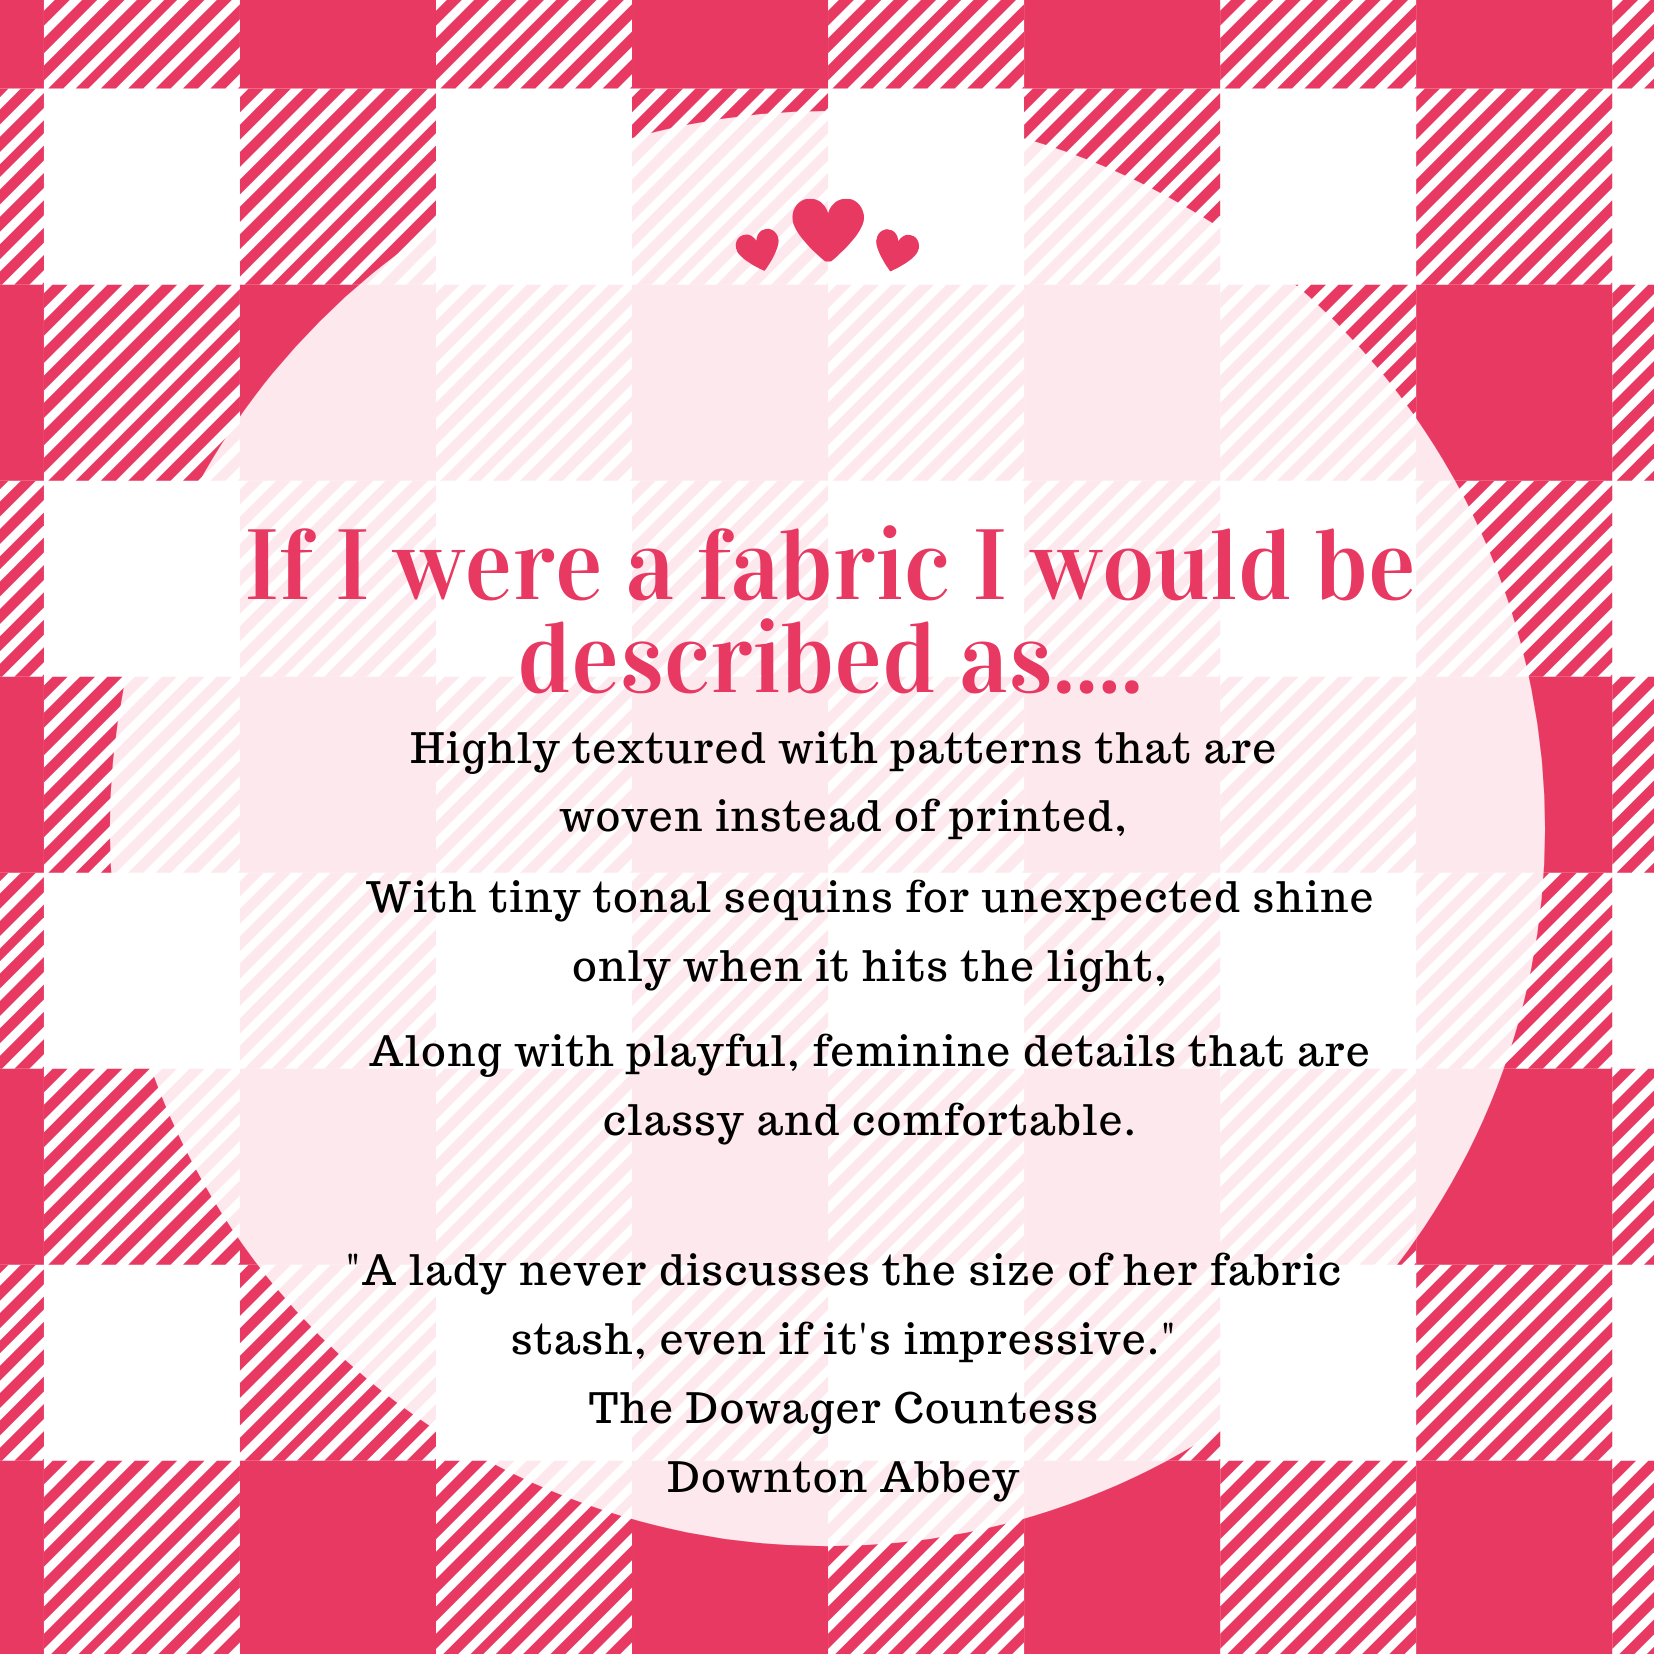 If I were a fabric I would be
described as....
Highly textured with patterns that are
woven instead of printed,
With tiny tonal sequins for unexpected shine
only when it hits the light,
Along with playful, feminine details that are
classy and comfortable.
"A lady never discusses the size of her fabric
stash, even if it's impressive."
The Dowager Countess
Downton Abbey